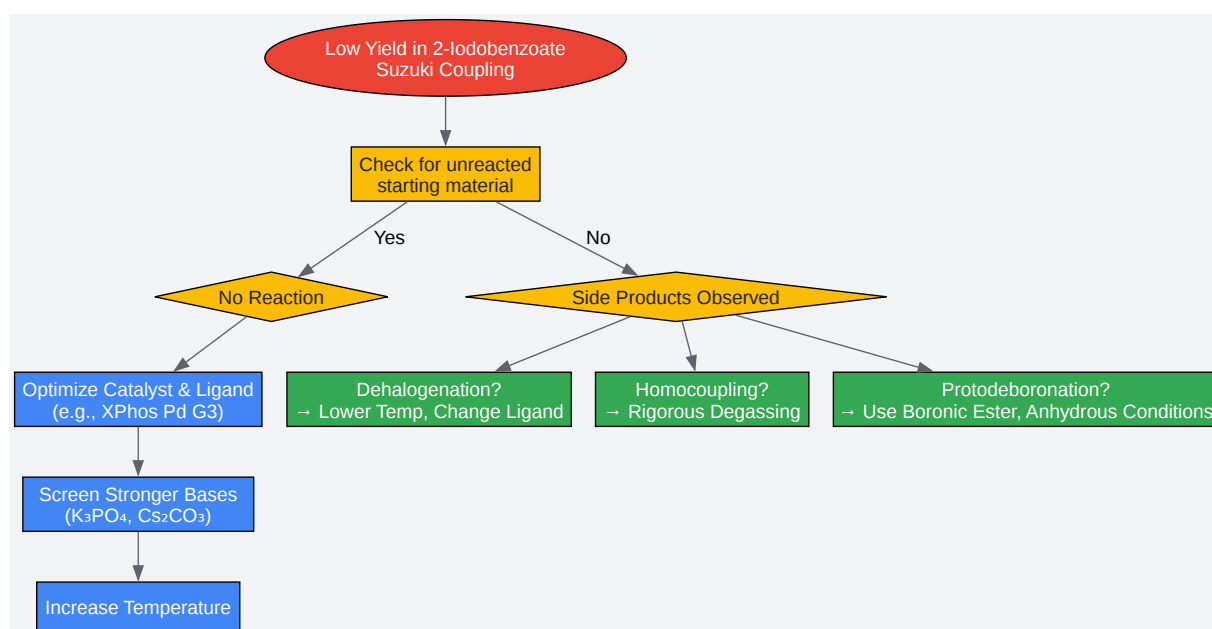 Low Yield in 2-Iodobenzoate
Suzuki Coupling
Check for unreacted
starting material
Yes
No
No Reaction
Side Products Observed
Optimize Catalyst & Ligand
(e.g., XPhos Pd G3)
Dehalogenation?
→ Lower Temp, Change Ligand
Homocoupling?
→ Rigorous Degassing
Protodeboronation?
→ Use Boronic Ester, Anhydrous Conditions
Screen Stronger Bases
(K₃PO₄, Cs₂CO₃)
Increase Temperature